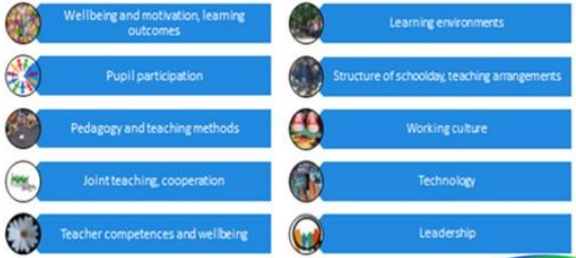 Wellbeing and motivation, learning
outcomes
Pupil participation
Pedagogy and teaching methods
Joint teaching, cooperation
Teacher competences and wellbeing
Learning environments
Structure of schoolday, teaching arrangements
Working culture
Technology
Leadership